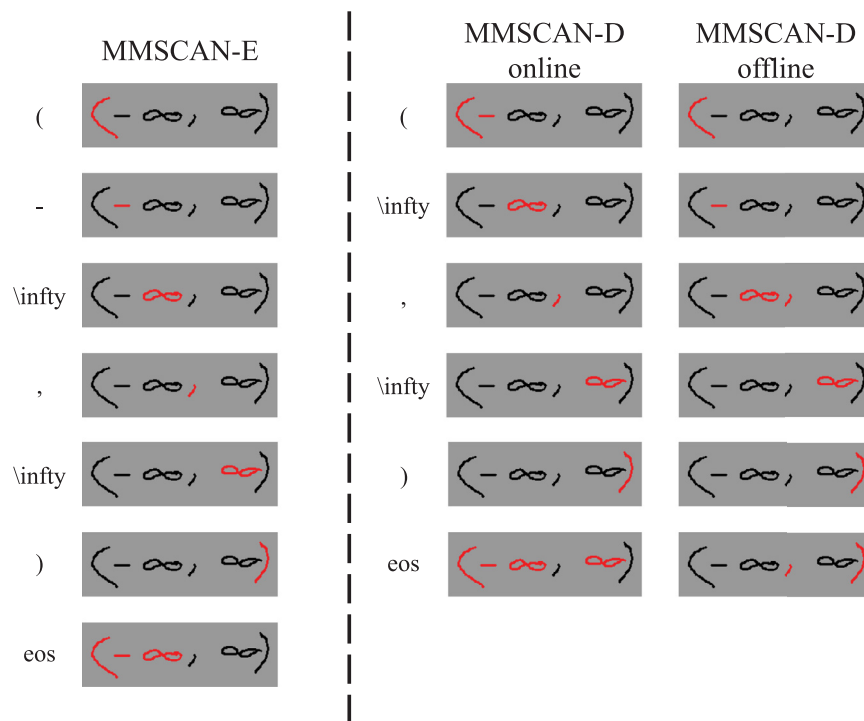 MMSCAN-E
( (− ∞, ∞)
- (− ∞, ∞)
\infty (− ∞, ∞)
, (− ∞, ∞)
\infty (− ∞, ∞)
) (− ∞, ∞)
eos (− ∞, ∞)
MMSCAN-D online
MMSCAN-D offline
( (− ∞, ∞) (− ∞, ∞)
\infty (− ∞, ∞) (− ∞, ∞)
, (− ∞, ∞) (− ∞, ∞)
\infty (− ∞, ∞) (− ∞, ∞)
) (− ∞, ∞) (− ∞, ∞)
eos (− ∞, ∞) (− ∞, ∞)